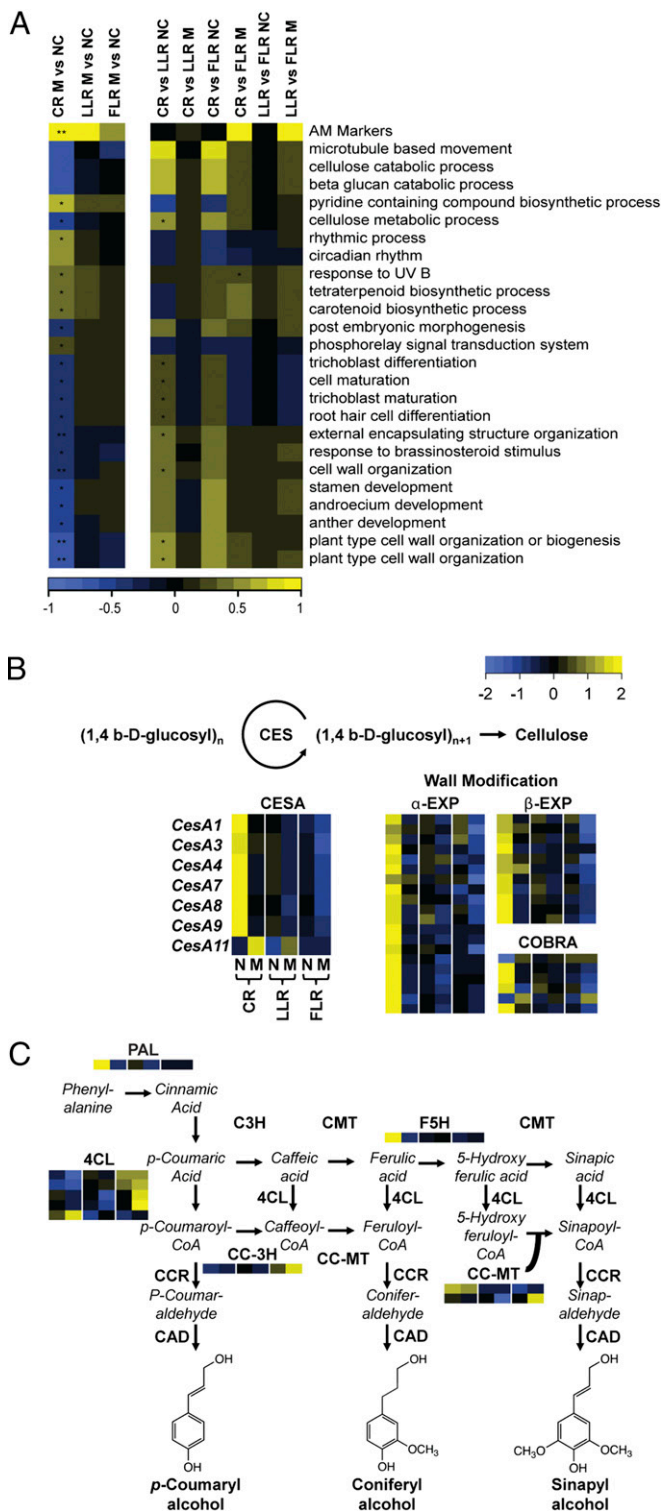 A
CR M vs NC
LLR M vs NC
FLR M vs NC
CR vs LLR NC
CR vs LLR M
CR vs FLR NC
CR vs FLR M
LLR vs FLR NC
LLR vs FLR M
AM Markers
microtubule based movement
cellulose catabolic process
beta glucan catabolic process
pyridine containing compound biosynthetic process
cellulose metabolic process
rhythmic process
circadian rhythm
response to UV B
tetraterpenoid biosynthetic process
carotenoid biosynthetic process
post embryonic morphogenesis
phosphorelay signal transduction system
trichoblast differentiation
cell maturation
trichoblast maturation
root hair cell differentiation
external encapsulating structure organization
response to brassinosteroid stimulus
cell wall organization
stamen development
androecium development
anther development
plant type cell wall organization or biogenesis
plant type cell wall organization
-1 -0.5 0 0.5 1
B
-2 -1 0 1 2
(1,4 b-D-glucosyl)n CES (1,4 b-D-glucosyl)n+1 Cellulose
Wall Modification
CESA α-EXP β-EXP
CesA1
CesA3
CesA4
CesA7
CesA8
CesA9
CesA11
COBRA
N M N M N M
CR LLR FLR
C
PAL
Phenyl-alanine
Cinnamic Acid
C3H CMT F5H CMT
4CL
p-Coumaric Acid
Caffeic acid
Ferulic acid
5-Hydroxy ferulic acid
Sinapic acid
4CL 4CL 4CL 4CL
p-Coumaroyl-CoA
Caffeoyl-CoA
Feruloyl-CoA
5-Hydroxy feruloyl-CoA
Sinapoyl-CoA
CC-3H CC-MT CC-MT
CCR CCR CCR
P-Coumar-aldehyde
Conifer-aldehyde
Sinap-aldehyde
CAD CAD CAD
OH OH OH
OCH3 CH3O OCH3
OH OH OH
p-Coumaryl alcohol
Coniferyl alcohol
Sinapyl alcohol